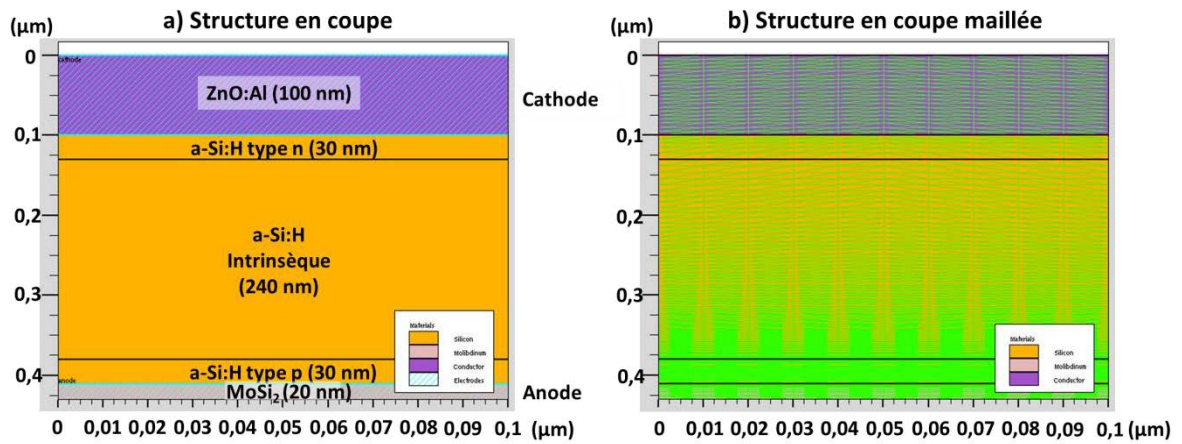 a) Structure en coupe
(µm)
0
0,1
0,2
0,3
0,4
cathode
ZnO:Al (100 nm)
a-Si:H type n (30 nm)
a-Si:H
Intrinsèque
(240 nm)
a-Si:H type p (30 nm)
anode
MoSi₂ (20 nm)
Materials
Silicon
Molibdinum
Conductor
Electrodes
0 0,01 0,02 0,03 0,04 0,05 0,06 0,07 0,08 0,09 0,1 (µm)
Cathode
Anode
b) Structure en coupe maillée
(µm)
0
0,1
0,2
0,3
0,4
Materials
Silicon
Molibdinum
Conductor
0 0,01 0,02 0,03 0,04 0,05 0,06 0,07 0,08 0,09 0,1 (µm)